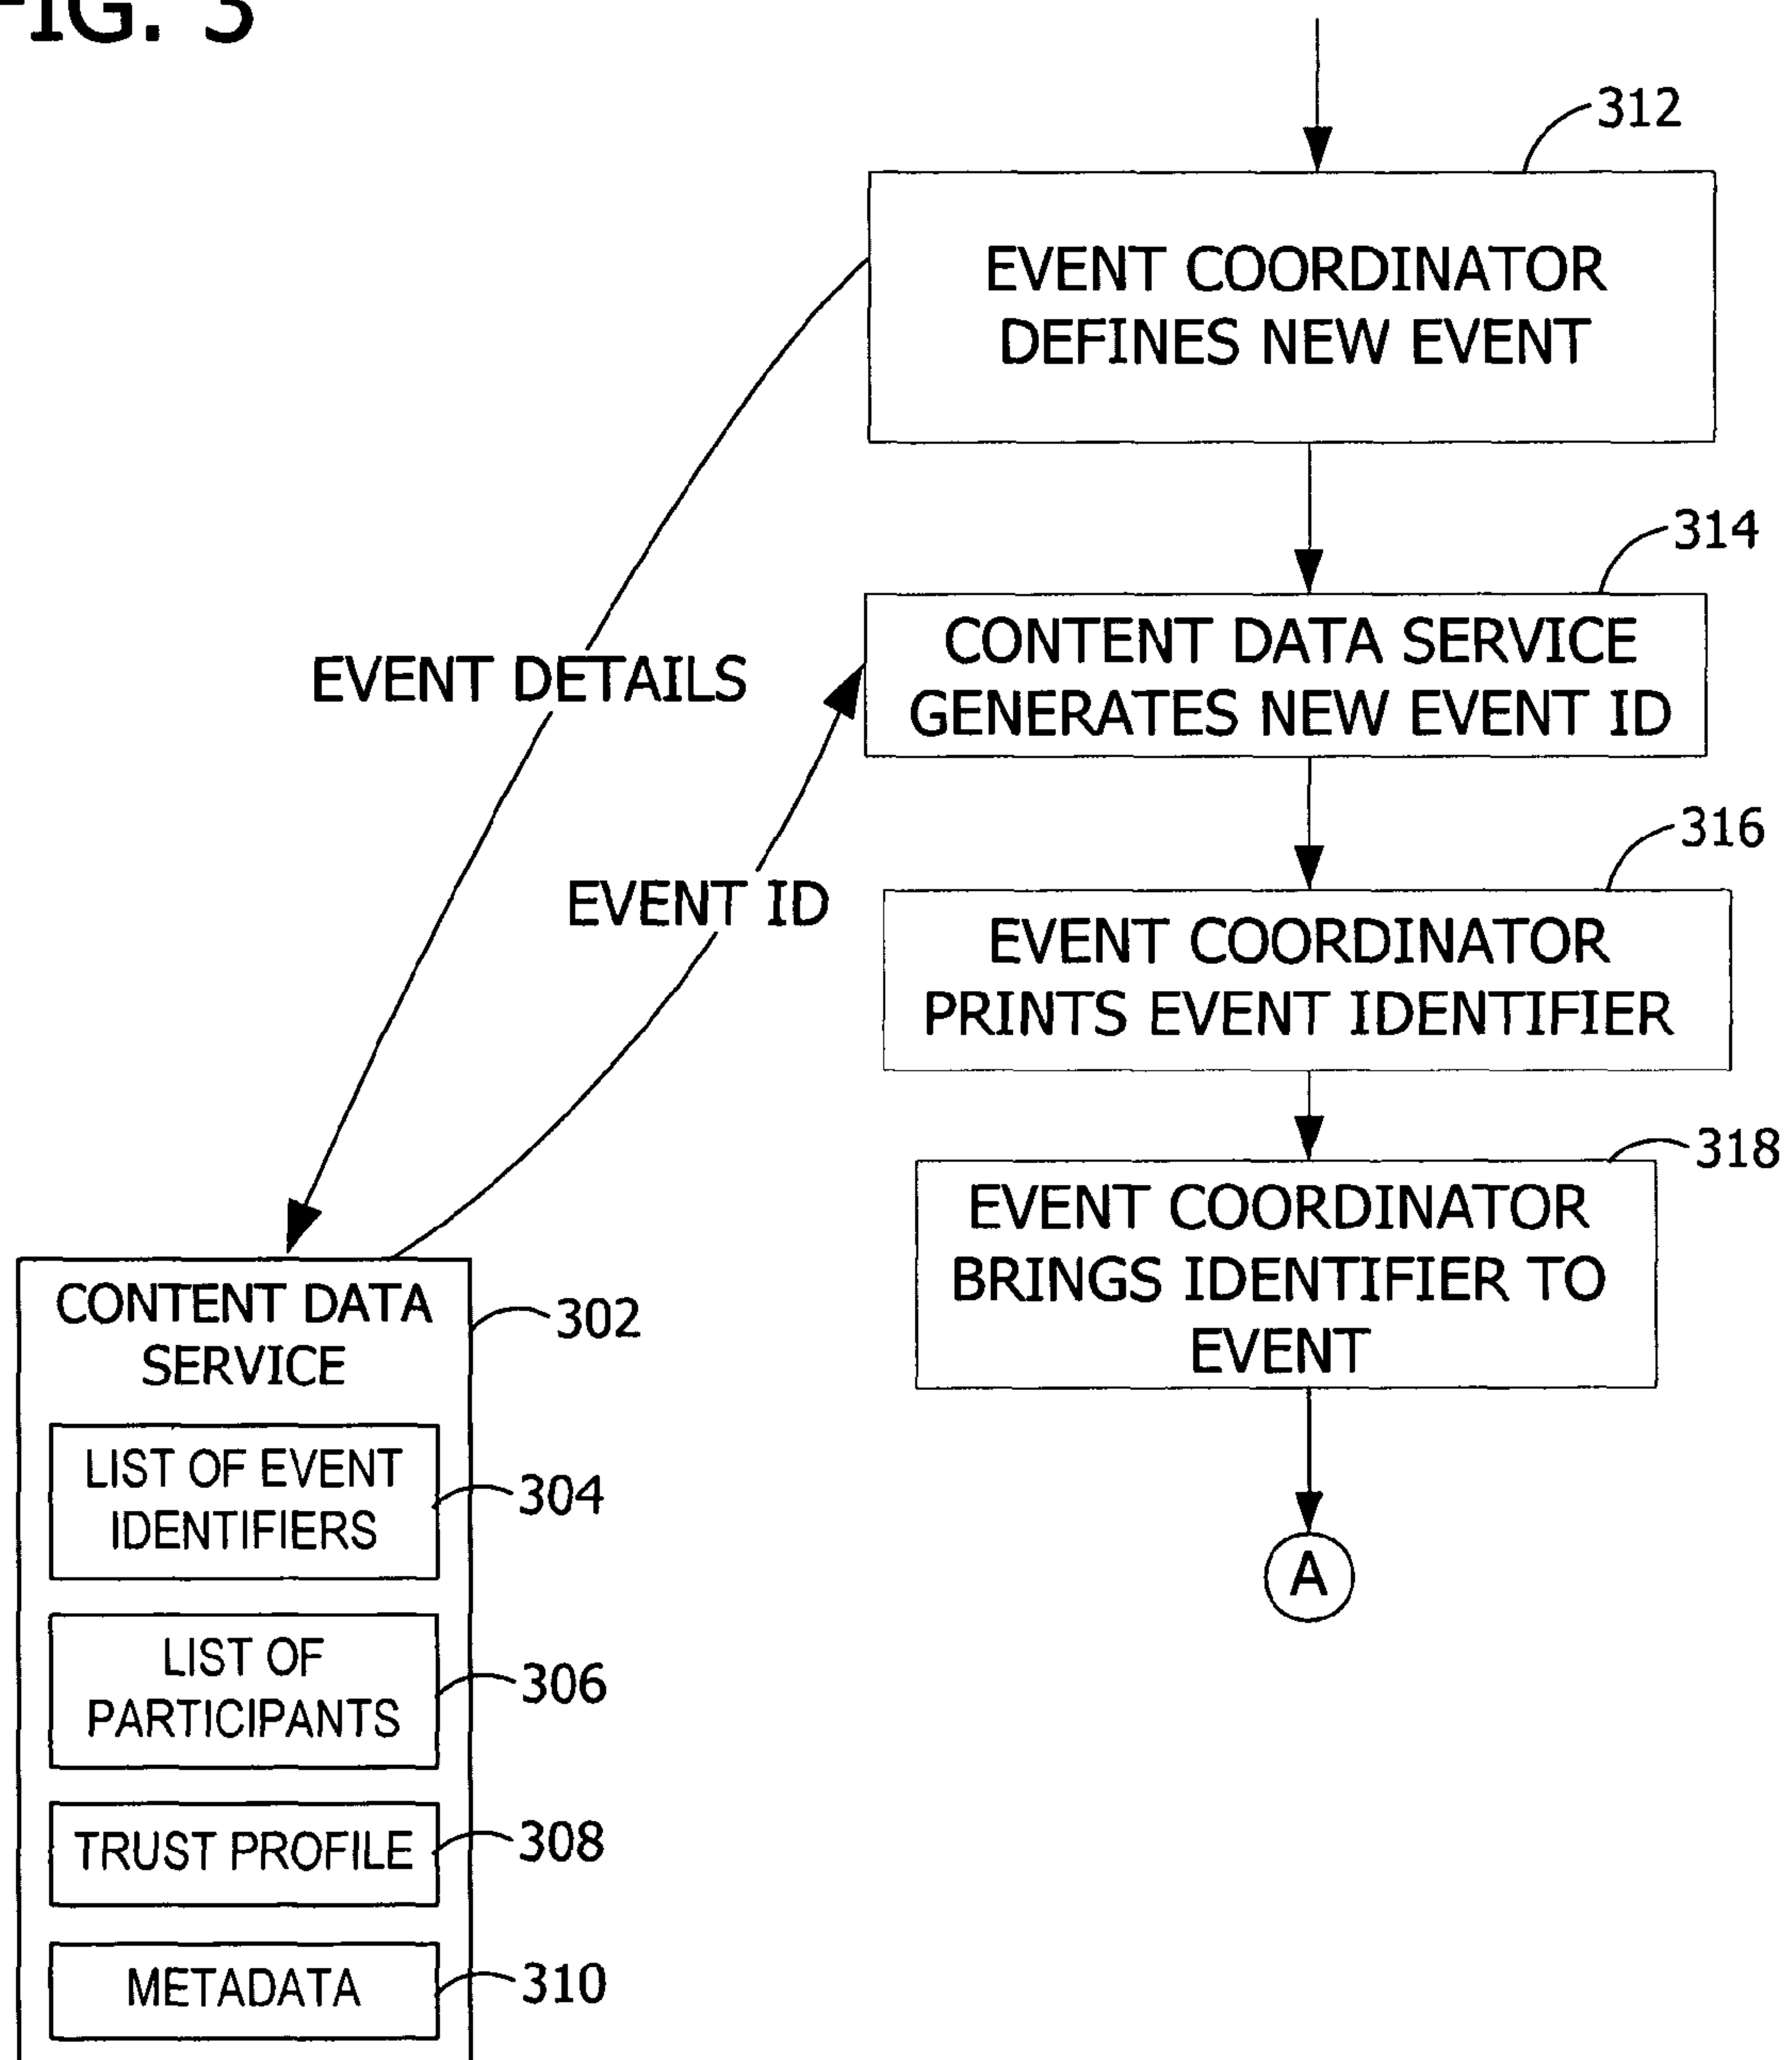 FIG. 3
312
EVENT COORDINATOR
DEFINES NEW EVENT
314
CONTENT DATA SERVICE
GENERATES NEW EVENT ID
EVENT DETAILS
316
EVENT ID
EVENT COORDINATOR
PRINTS EVENT IDENTIFIER
318
EVENT COORDINATOR
BRINGS IDENTIFIER TO
EVENT
A
CONTENT DATA
SERVICE
302
LIST OF EVENT
IDENTIFIERS
304
LIST OF
PARTICIPANTS
306
TRUST PROFILE
308
METADATA
310